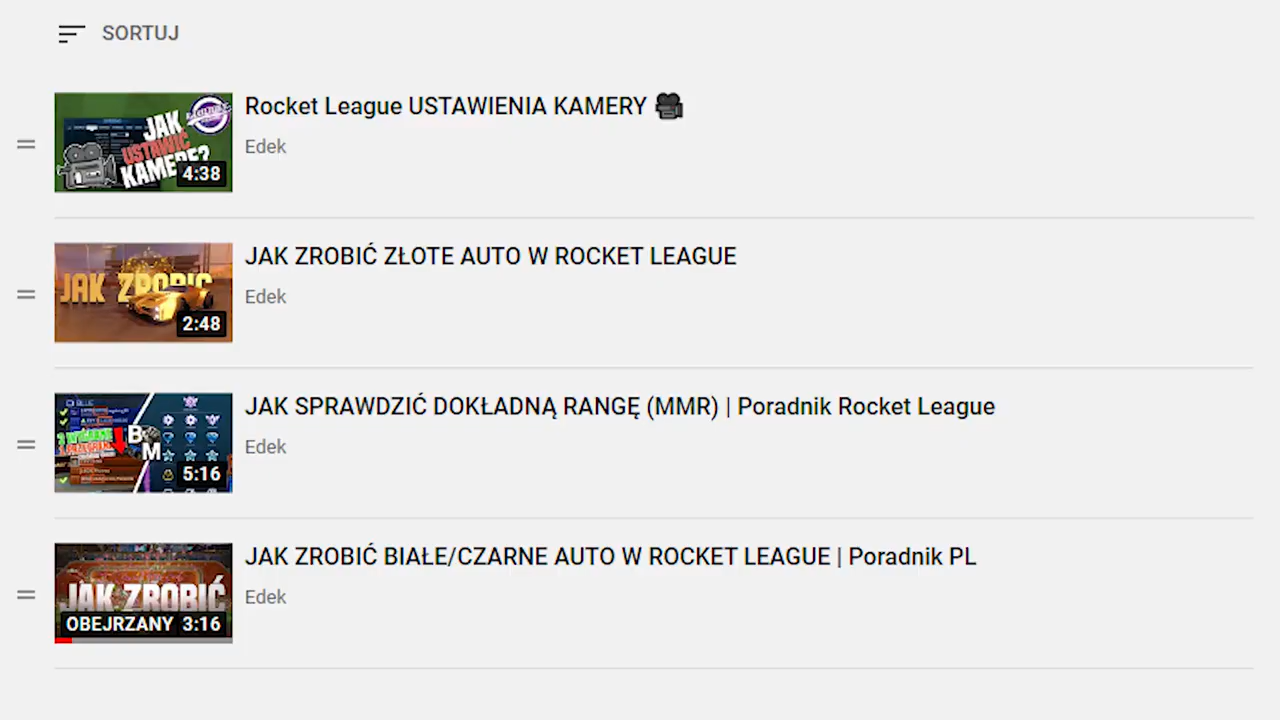 SORTUJ
JAK
USTAWIĆ
KAMERĘ?
4:38
Rocket League USTAWIENIA KAMERY
Edek
JAK ZROBIĆ
2:48
JAK ZROBIĆ ZŁOTE AUTO W ROCKET LEAGUE
Edek
B
M
5:16
JAK SPRAWDZIĆ DOKŁADNĄ RANGĘ (MMR) | Poradnik Rocket League
Edek
JAK ZROBIĆ
OBEJRZANY 3:16
JAK ZROBIĆ BIAŁE/CZARNE AUTO W ROCKET LEAGUE | Poradnik PL
Edek